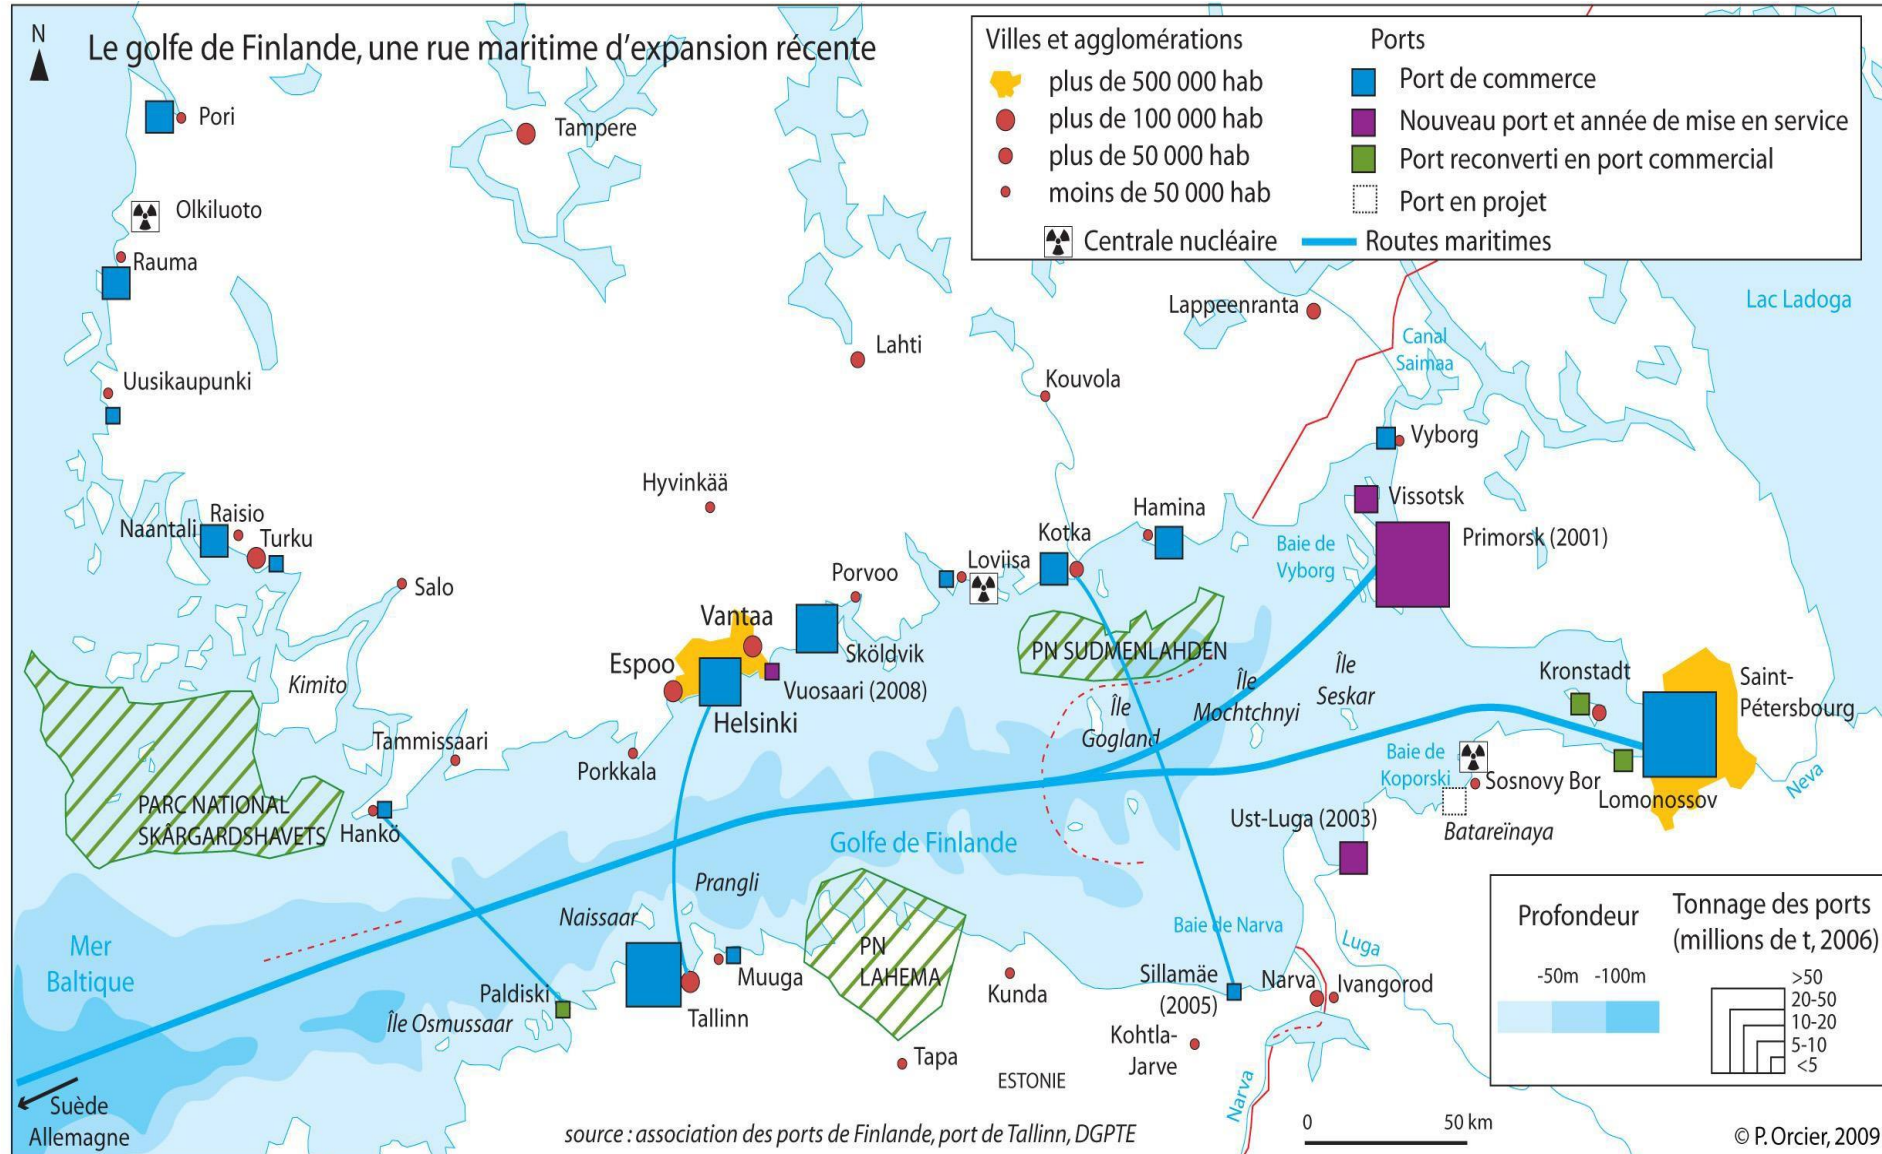 N
Le golfe de Finlande, une rue maritime d'expansion récente
Villes et agglomérations
plus de 500 000 hab
plus de 100 000 hab
plus de 50 000 hab
moins de 50 000 hab
Ports
Port de commerce
Nouveau port et année de mise en service
Port reconverti en port commercial
Port en projet
Centrale nucléaire
Routes maritimes
Pori
Tampere
Olkiluoto
Rauma
Lappeenranta
Lac Ladoga
Canal
Saimaa
Lahti
Uusikaupunki
Kouvola
Vyborg
Hyvinkää
Vissotsk
Hamina
Raisio
Naantali
Turku
Kotka
Baie de
Vyborg
Primorsk (2001)
Loviisa
Porvoo
Salo
Vantaa
PN SUDMENLAHDEN
Sköldvik
Espoo
Île
Seskar
Kronstadt
Saint-
Pétersbourg
Kimito
Vuosaari (2008)
Île
Mochtchnyi
Helsinki
Île
Gogland
Tammissaari
Porkkala
Baie de
Koporski
Sosnovy Bor
Neva
PARC NATIONAL
SKÂRGARDSHAVETS
Hankö
Lomonossov
Ust-Luga (2003)
Batareïnaya
Golfe de Finlande
Prangli
Naissaar
Mer
Baltique
PN
LAHEMA
Baie de Narva
Luga
Profondeur
-50m
-100m
Tonnage des ports
(millions de t, 2006)
>50
20-50
10-20
5-10
<5
Muuga
Paldiski
Kunda
Sillamäe
(2005)
Narva
Ivangorod
Île Osmussaar
Tallinn
Kohtla-
Jarve
Tapa
ESTONIE
Narva
Suède
Allemagne
source : association des ports de Finlande, port de Tallinn, DGPTE
0
50 km
© P. Orcier, 2009